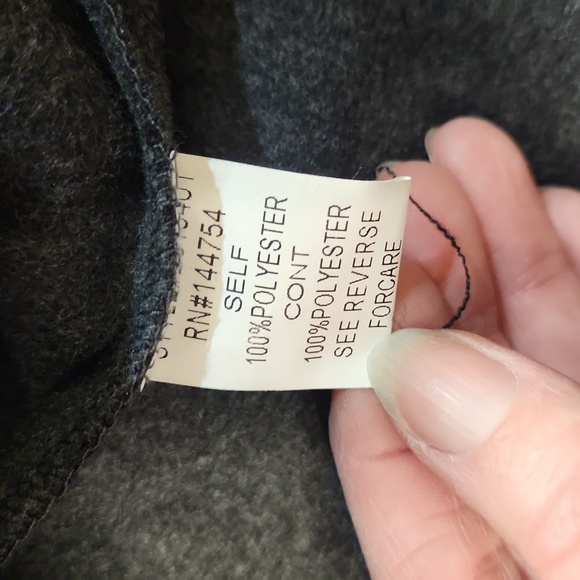 RN#144754
SELF
100%POLYESTER
CONT
100%POLYESTER
SEE REVERSE
FORCARE